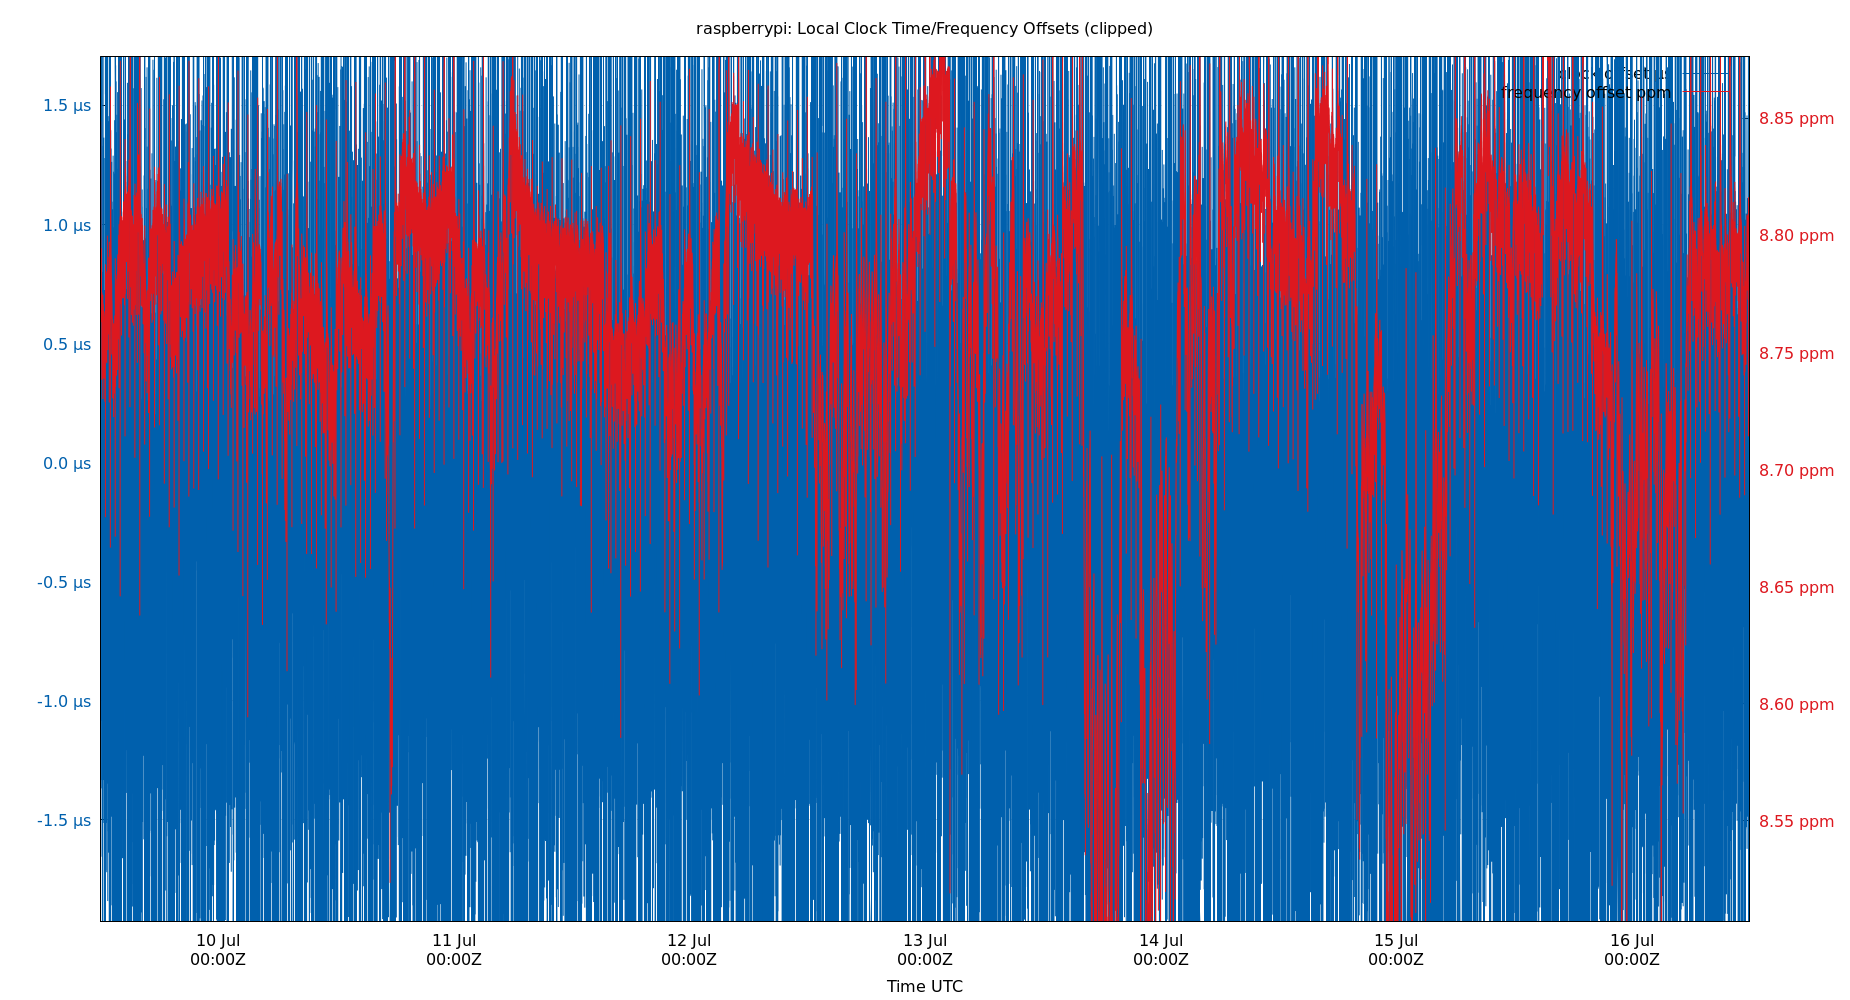 raspberrypi: Local Clock Time/Frequency Offsets (clipped)
clock offset µs
frequency offset ppm
1.5 µs
1.0 µs
0.5 µs
0.0 µs
-0.5 µs
-1.0 µs
-1.5 µs
8.85 ppm
8.80 ppm
8.75 ppm
8.70 ppm
8.65 ppm
8.60 ppm
8.55 ppm
10 Jul 11 Jul 12 Jul 13 Jul 14 Jul 15 Jul 16 Jul
00:00Z 00:00Z 00:00Z 00:00Z 00:00Z 00:00Z 00:00Z
Time UTC